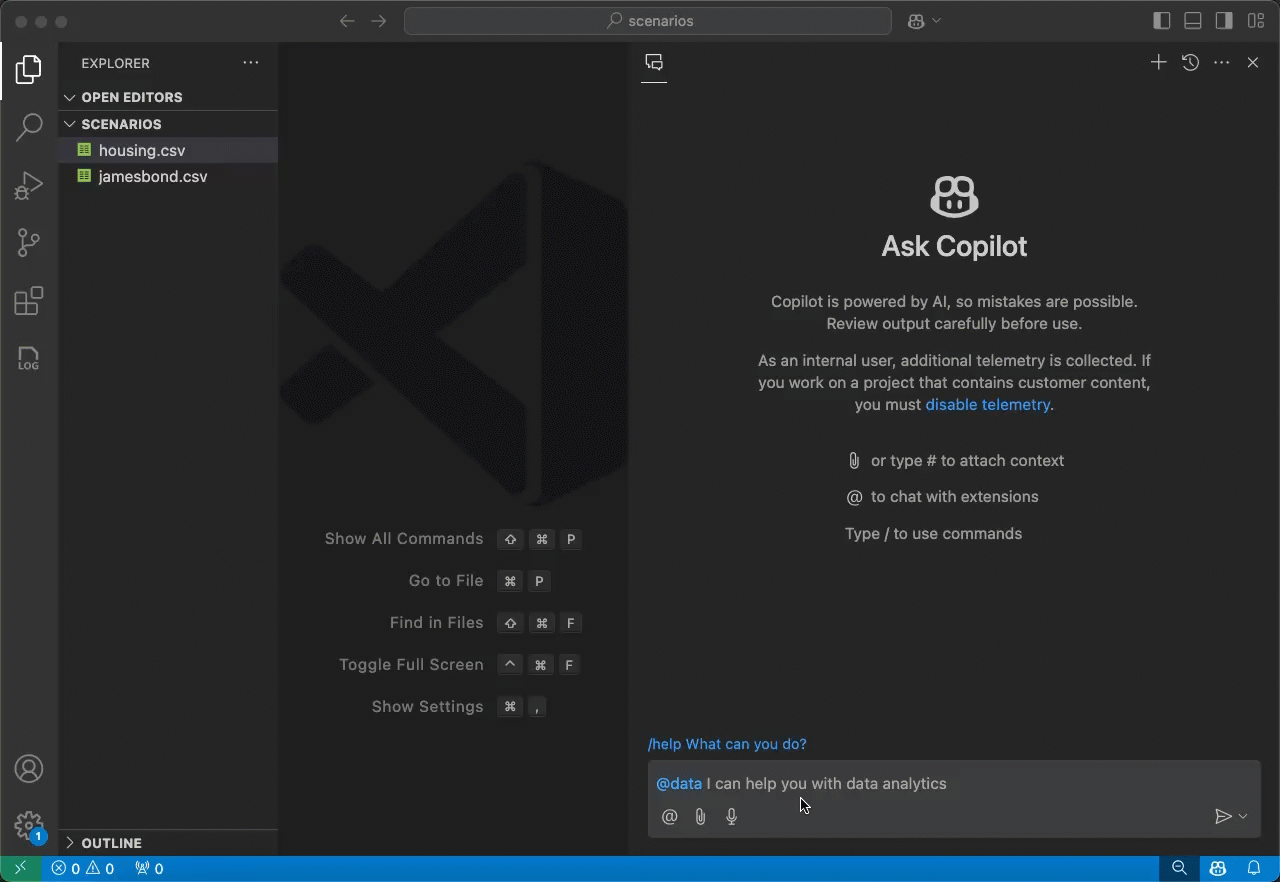 scenarios
EXPLORER
OPEN EDITORS
SCENARIOS
housing.csv
jamesbond.csv
LOG
1
OUTLINE
Show All Commands ⇧ ⌘ P
Go to File ⌘ P
Find in Files ⇧ ⌘ F
Toggle Full Screen ^ ⌘ F
Show Settings ⌘ ,
Ask Copilot
Copilot is powered by AI, so mistakes are possible.
Review output carefully before use.
As an internal user, additional telemetry is collected. If
you work on a project that contains customer content,
you must disable telemetry.
or type # to attach context
@ to chat with extensions
Type / to use commands
/help What can you do?
@data I can help you with data analytics
@
0 0 0